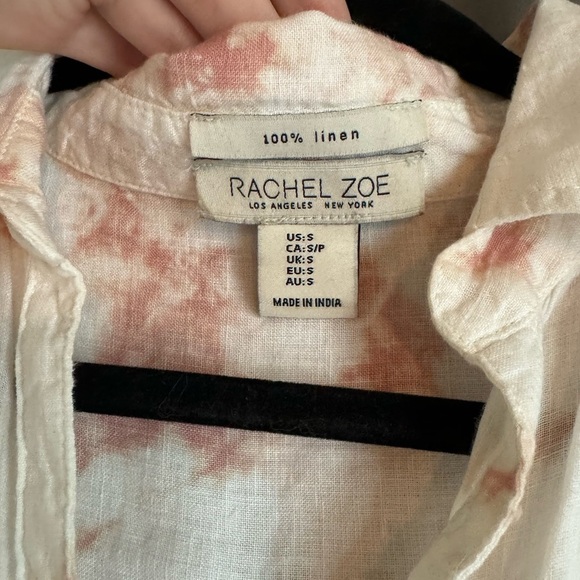 100% linen
RACHEL ZOE
LOS ANGELES NEW YORK
US:S
CA:S/P
UK:S
EU:S
AU:S
MADE IN INDIA